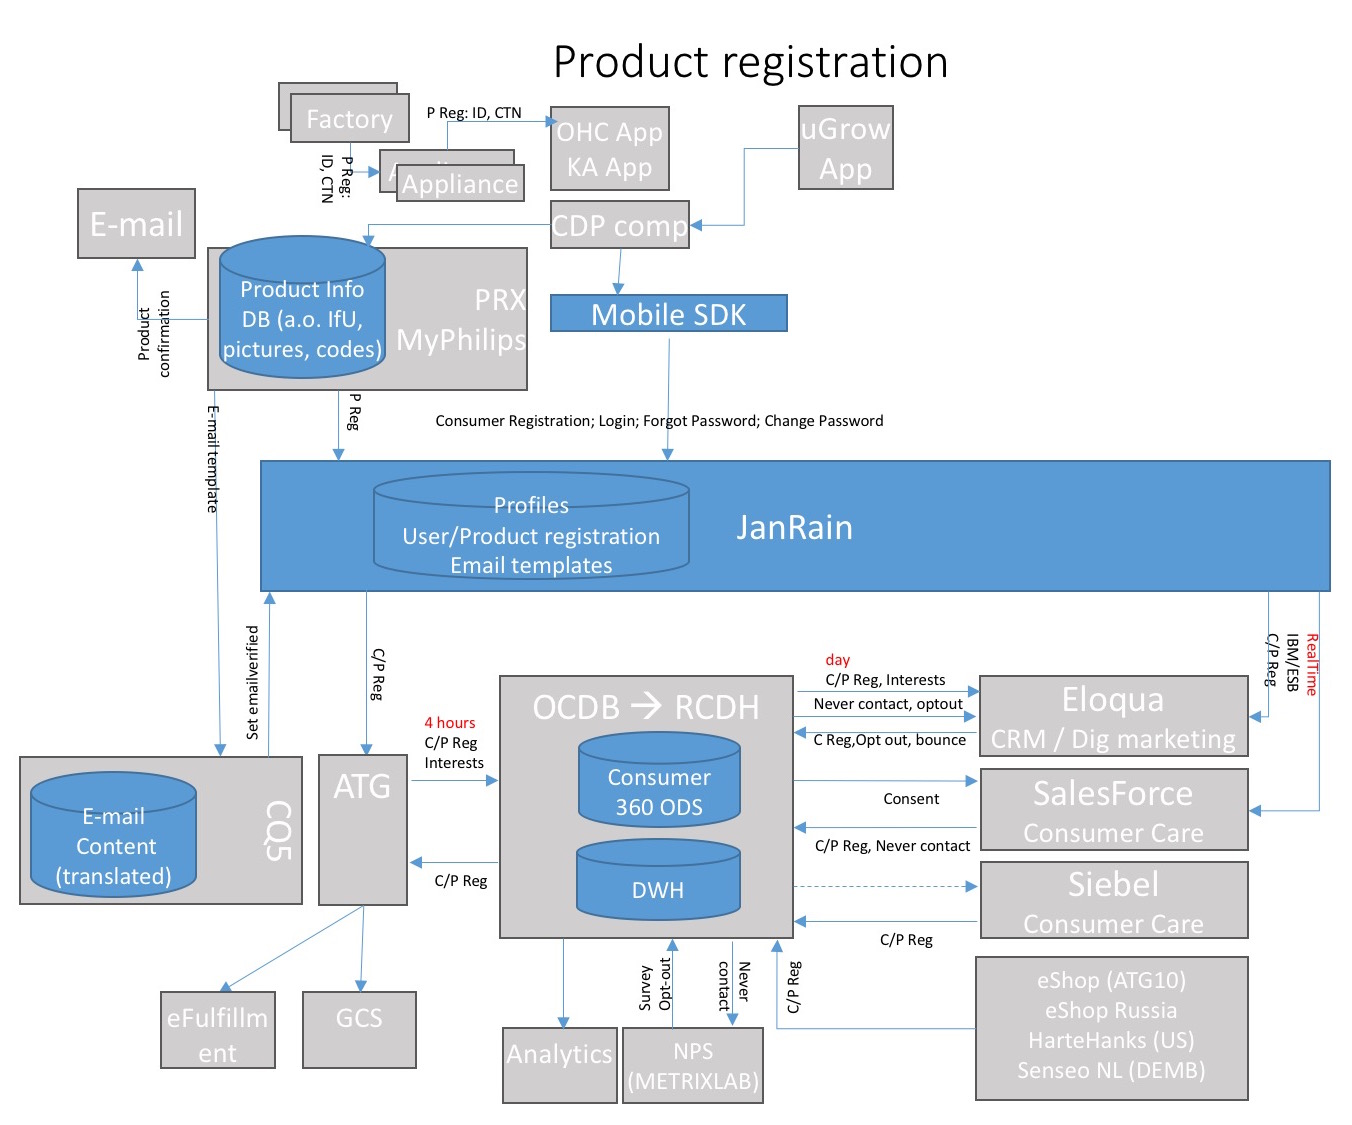 Product registration
Factory
P Reg: ID, CTN
OHC App
KA App
uGrow
App
P Reg:
ID, CTN
Appliance
E-mail
CDP comp
Product Info
DB (a.o. IfU,
pictures, codes)
PRX
MyPhilips
Mobile SDK
Product
confirmation
E-mail template
P Reg
Consumer Registration; Login; Forgot Password; Change Password
Profiles
User/Product registration
Email templates
JanRain
Set emailverified
C/P Reg
RealTime
IBM/ESB
C/P Reg
day
C/P Reg, Interests
Never contact, optout
C Reg,Opt out, bounce
OCDB → RCDH
Eloqua
CRM / Dig marketing
4 hours
C/P Reg
Interests
ATG
Consumer
360 ODS
Consent
SalesForce
Consumer Care
C/P Reg, Never contact
E-mail
Content
(translated)
CQ5
C/P Reg
DWH
Siebel
Consumer Care
C/P Reg
Survey
Opt-out
Never
contact
C/P Reg
eShop (ATG10)
eShop Russia
HarteHanks (US)
Senseo NL (DEMB)
eFulfillm
ent
GCS
Analytics
NPS
(METRIXLAB)